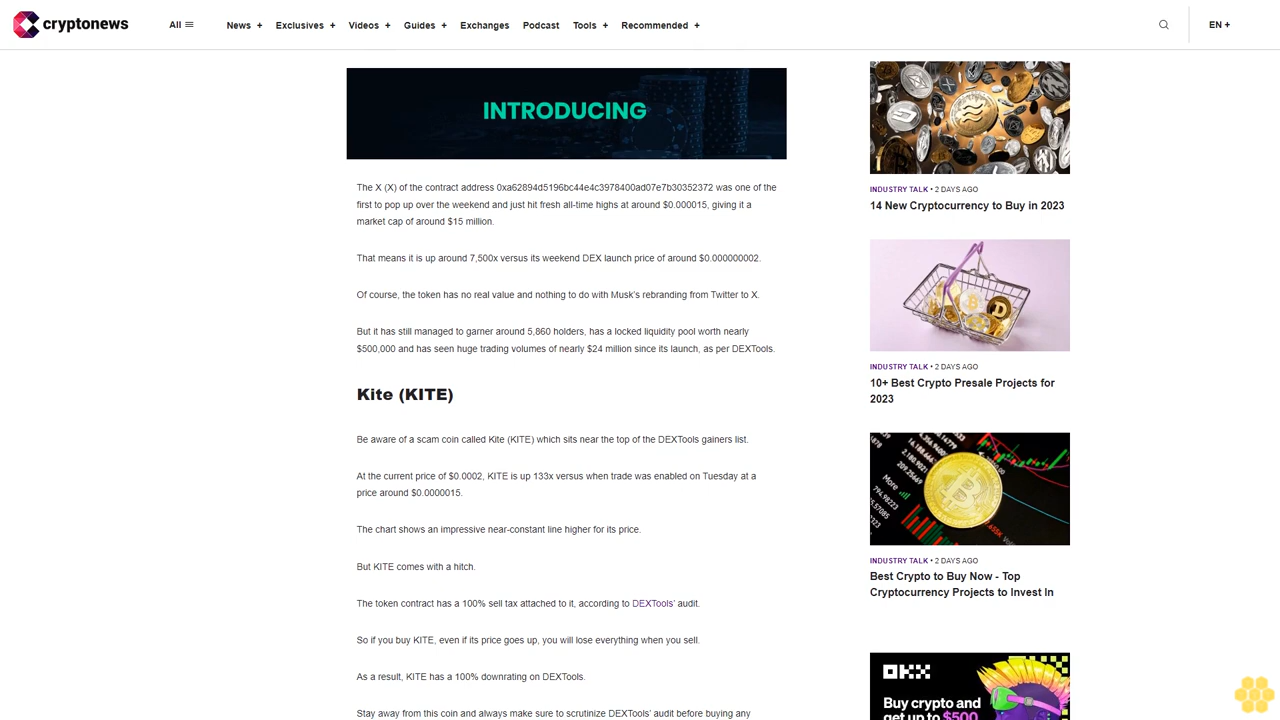 cryptonews
All
News +
Exclusives +
Videos +
Guides +
Exchanges
Podcast
Tools +
Recommended +
EN +
INTRODUCING
The X (X) of the contract address 0xa62894d5196bc44e4c3978400ad07e7b30352372 was one of the
first to pop up over the weekend and just hit fresh all-time highs at around $0.000015, giving it a
market cap of around $15 million.
That means it is up around 7,500x versus its weekend DEX launch price of around $0.000000002.
Of course, the token has no real value and nothing to do with Musk's rebranding from Twitter to X.
But it has still managed to garner around 5,860 holders, has a locked liquidity pool worth nearly
$500,000 and has seen huge trading volumes of nearly $24 million since its launch, as per DEXTools.
Kite (KITE)
Be aware of a scam coin called Kite (KITE) which sits near the top of the DEXTools gainers list.
At the current price of $0.0002, KITE is up 133x versus when trade was enabled on Tuesday at a
price around $0.0000015.
The chart shows an impressive near-constant line higher for its price.
But KITE comes with a hitch.
The token contract has a 100% sell tax attached to it, according to DEXTools' audit.
So if you buy KITE, even if its price goes up, you will lose everything when you sell.
As a result, KITE has a 100% downrating on DEXTools.
Stay away from this coin and always make sure to scrutinize DEXTools' audit before buying any
INDUSTRY TALK • 2 DAYS AGO
14 New Cryptocurrency to Buy in 2023
INDUSTRY TALK • 2 DAYS AGO
10+ Best Crypto Presale Projects for
2023
More
INDUSTRY TALK • 2 DAYS AGO
Best Crypto to Buy Now - Top
Cryptocurrency Projects to Invest In
OKX
Buy crypto and
get up to $500